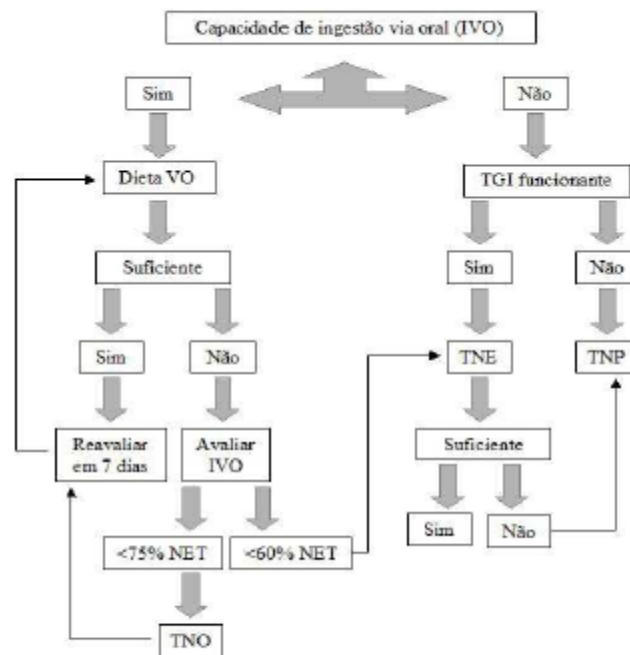 Capacidade de ingestão via oral (IVO)
Sim
Não
Dieta VO
TGI funcionante
Suficiente
Sim
Não
Sim
Não
TNE
TNP
Reavaliar
em 7 dias
Avaliar
IVO
Suficiente
Sim
Não
<75% NET
<60% NET
TNO